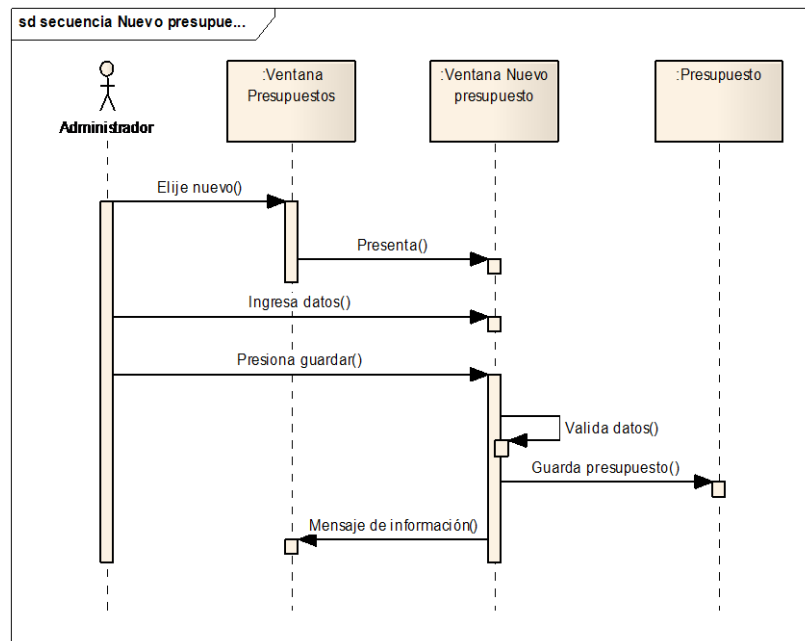 sd secuencia Nuevo presupue...
:Ventana
Presupuestos
:Ventana Nuevo
presupuesto
:Presupuesto
Administrador
Elije nuevo()
Presenta()
Ingresa datos()
Presiona guardar()
Valida datos()
Guarda presupuesto()
Mensaje de información()